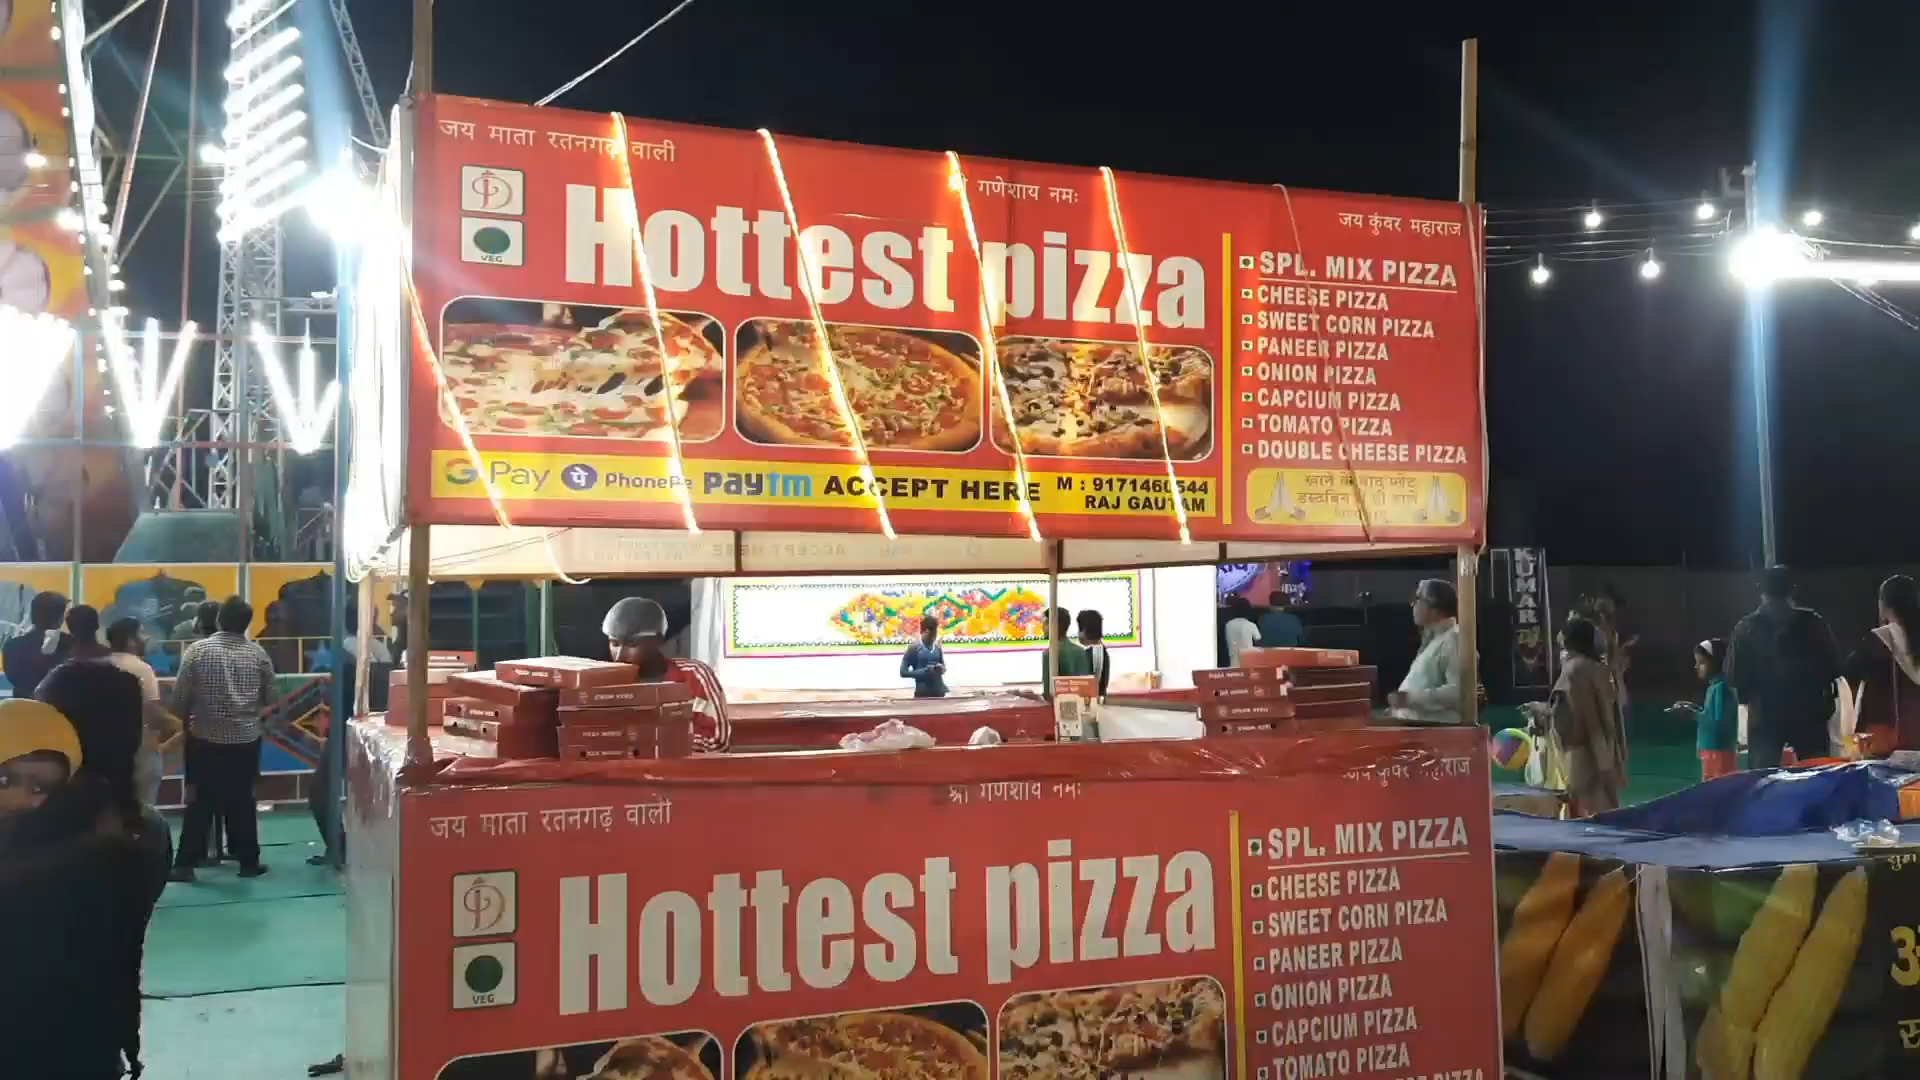 जय माता रतनगढ़ वाली
श्री गणेशाय नमः
जय कुंवर महाराज
VEG
Hottest pizza
SPL. MIX PIZZA
CHEESE PIZZA
SWEET CORN PIZZA
PANEER PIZZA
ONION PIZZA
CAPCIUM PIZZA
TOMATO PIZZA
DOUBLE CHEESE PIZZA
G Pay पे PhonePe paytm ACCEPT HERE
M : 9171460544
RAJ GAUTAM
खाने के बाद प्लेट
डस्टबिन में ही डालें
KUMAR
जय माता रतनगढ़ वाली
श्री गणेशाय नमः
जय कुंवर महाराज
VEG
Hottest pizza
SPL. MIX PIZZA
CHEESE PIZZA
SWEET CORN PIZZA
PANEER PIZZA
ONION PIZZA
CAPCIUM PIZZA
TOMATO PIZZA